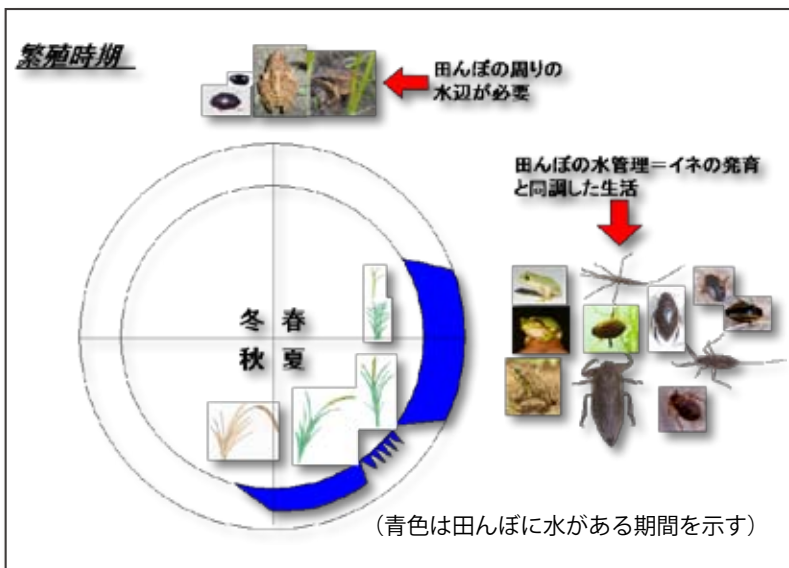 繁殖時期
田んぼの周りの
水辺が必要
田んぼの水管理＝イネの発育
と同調した生活
冬 春
秋 夏
（青色は田んぼに水がある期間を示す）